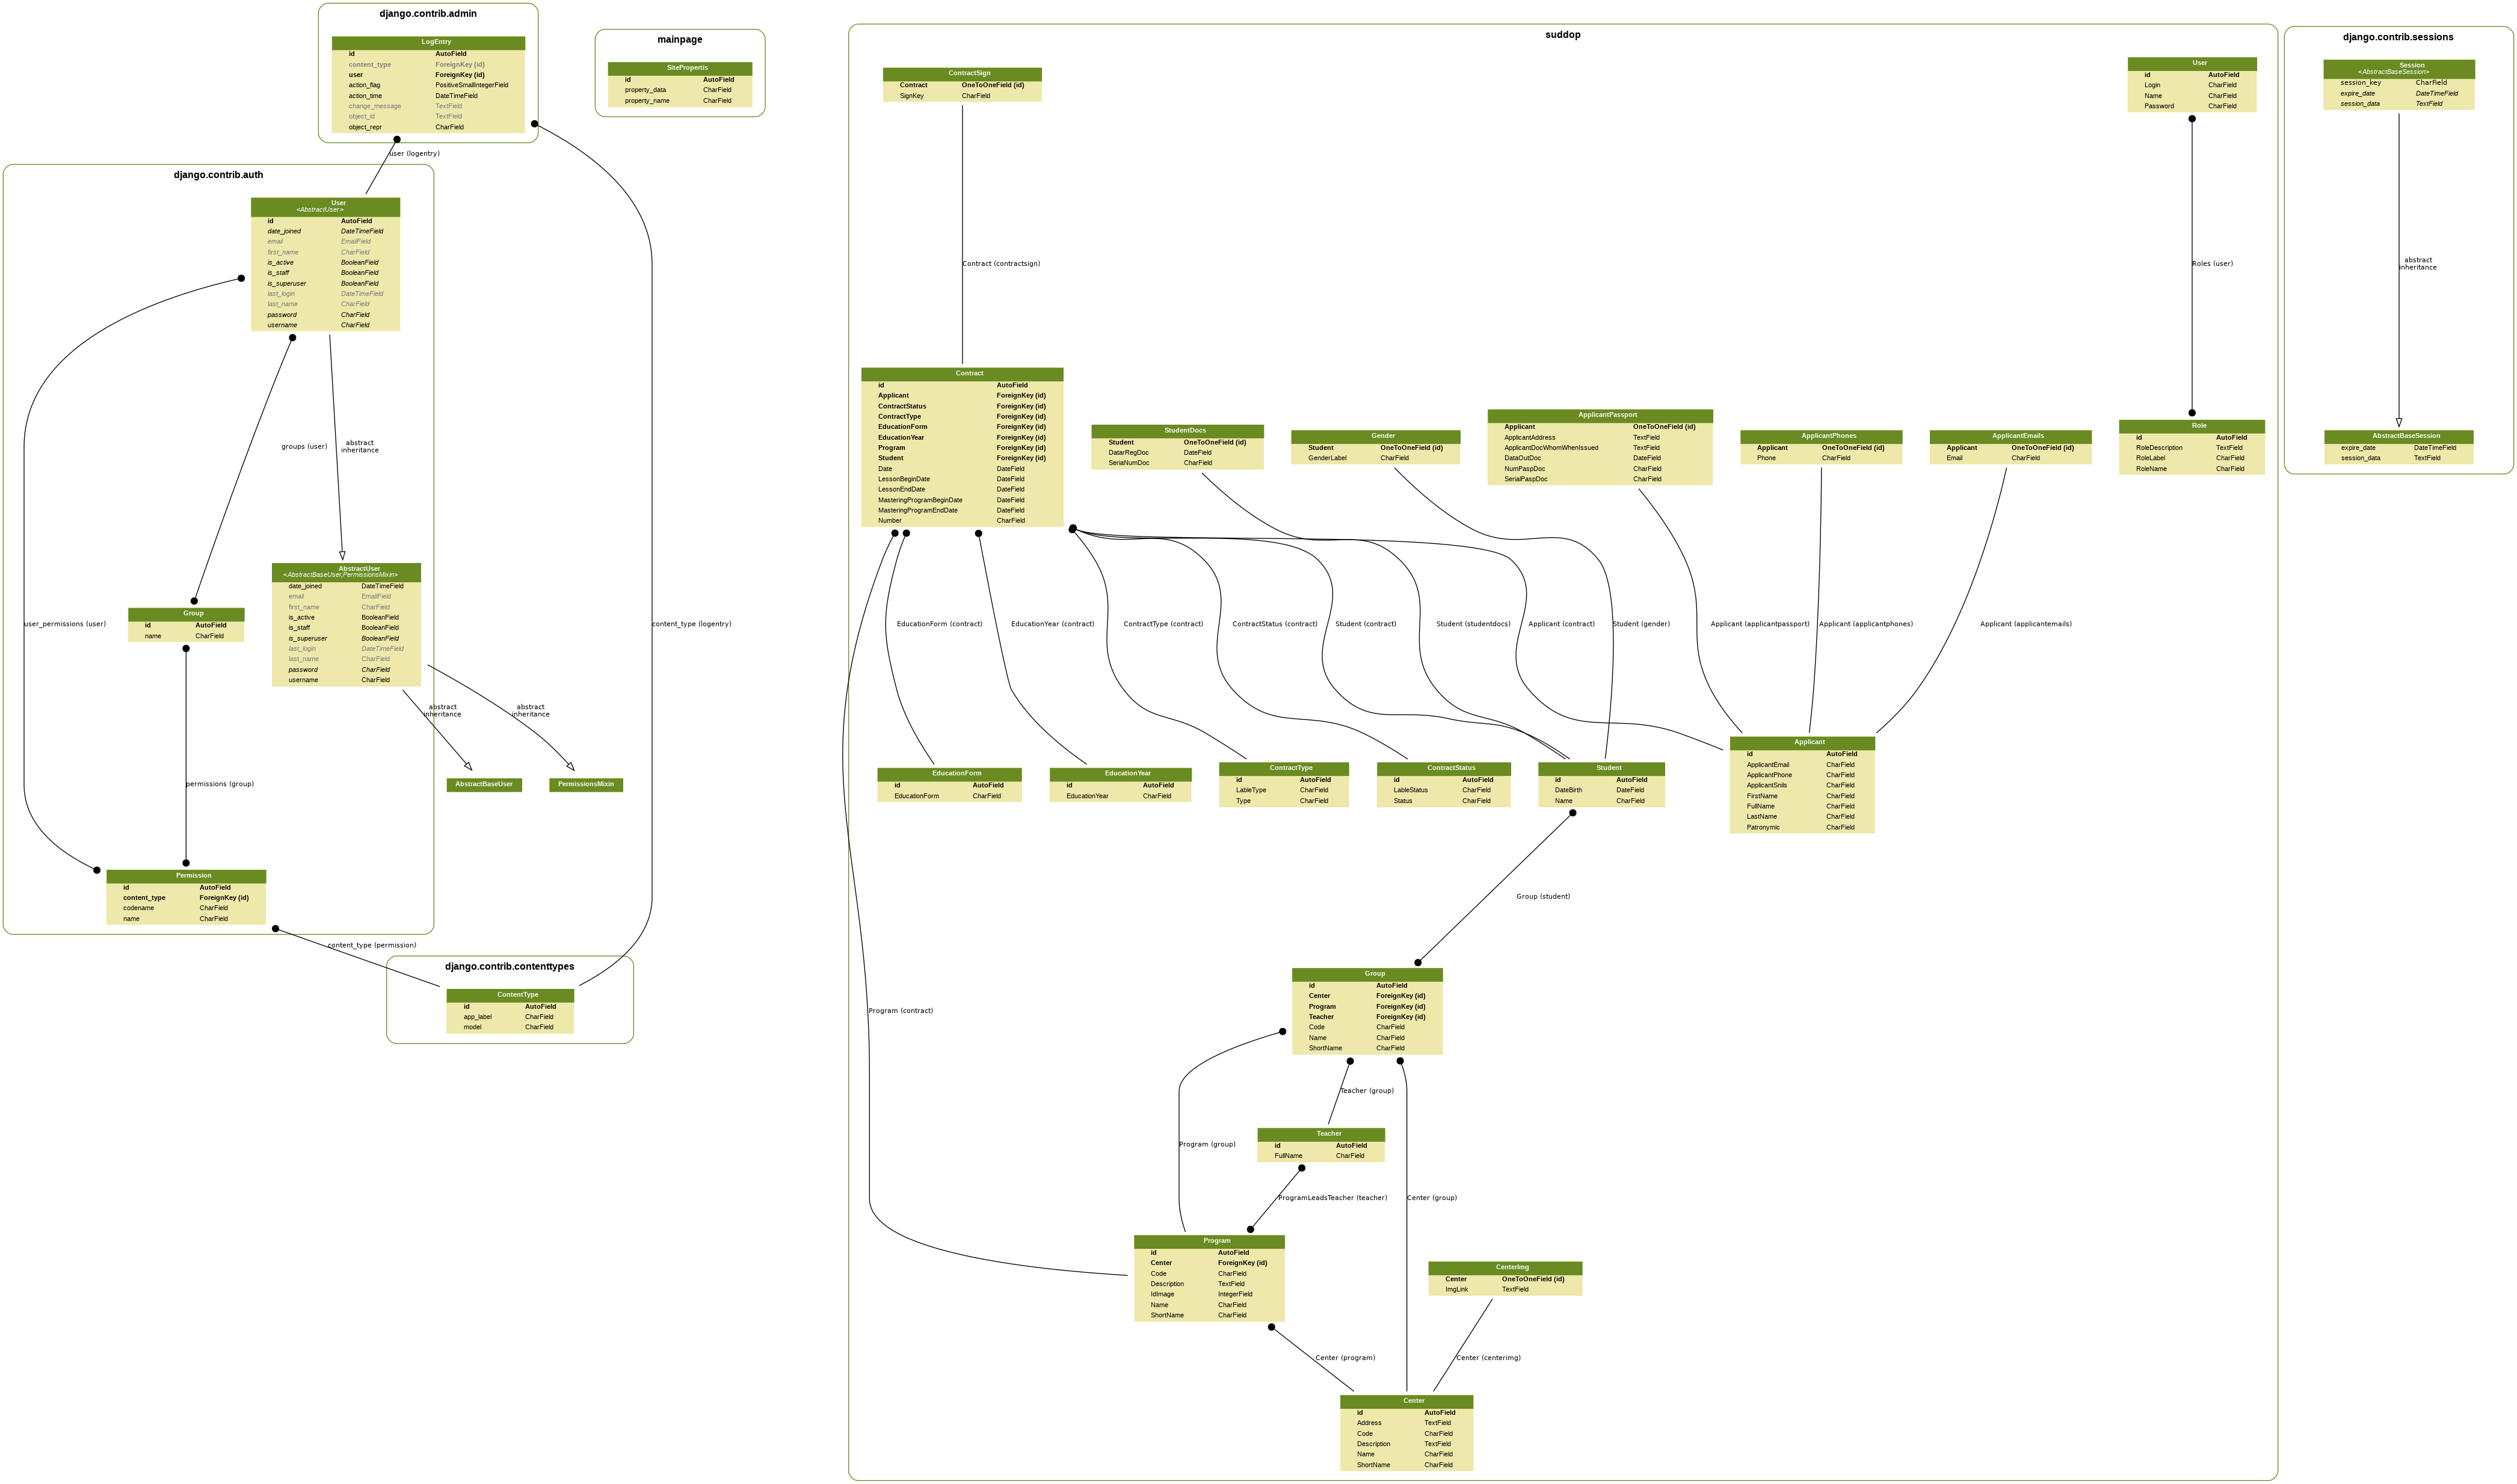 django.contrib.admin
LogEntry
id AutoField
content_type ForeignKey (id)
user ForeignKey (id)
action_flag PositiveSmallIntegerField
action_time DateTimeField
change_message TextField
object_id TextField
object_repr CharField
user (logentry)
content_type (logentry)
django.contrib.auth
User
<AbstractUser>
id AutoField
date_joined DateTimeField
email EmailField
first_name CharField
is_active BooleanField
is_staff BooleanField
is_superuser BooleanField
last_login DateTimeField
last_name CharField
password CharField
username CharField
groups (user)
abstract
inheritance
user_permissions (user)
Group
id AutoField
name CharField
AbstractUser
<AbstractBaseUser,PermissionsMixin>
date_joined DateTimeField
email EmailField
first_name CharField
is_active BooleanField
is_staff BooleanField
is_superuser BooleanField
last_login DateTimeField
last_name CharField
password CharField
username CharField
abstract
inheritance
abstract
inheritance
permissions (group)
AbstractBaseUser
PermissionsMixin
Permission
id AutoField
content_type ForeignKey (id)
codename CharField
name CharField
content_type (permission)
django.contrib.contenttypes
ContentType
id AutoField
app_label CharField
model CharField
mainpage
SitePropertis
id AutoField
property_data CharField
property_name CharField
suddop
ContractSign
Contract OneToOneField (id)
SignKey CharField
User
id AutoField
Login CharField
Name CharField
Password CharField
Contract (contractsign)
Roles (user)
Contract
id AutoField
Applicant ForeignKey (id)
ContractStatus ForeignKey (id)
ContractType ForeignKey (id)
EducationForm ForeignKey (id)
EducationYear ForeignKey (id)
Program ForeignKey (id)
Student ForeignKey (id)
Date DateField
LessonBeginDate DateField
LessonEndDate DateField
MasteringProgramBeginDate DateField
MasteringProgramEndDate DateField
Number CharField
StudentDocs
Student OneToOneField (id)
DatarRegDoc DateField
SeriaNumDoc CharField
Gender
Student OneToOneField (id)
GenderLabel CharField
ApplicantPassport
Applicant OneToOneField (id)
ApplicantAddress TextField
ApplicantDocWhomWhenIssued TextField
DataOutDoc DateField
NumPaspDoc CharField
SerialPaspDoc CharField
ApplicantPhones
Applicant OneToOneField (id)
Phone CharField
ApplicantEmails
Applicant OneToOneField (id)
Email CharField
Role
id AutoField
RoleDescription TextField
RoleLabel CharField
RoleName CharField
EducationForm (contract)
EducationYear (contract)
ContractType (contract)
ContractStatus (contract)
Student (contract)
Student (studentdocs)
Applicant (contract)
Student (gender)
Applicant (applicantpassport)
Applicant (applicantphones)
Applicant (applicantemails)
EducationForm
id AutoField
EducationForm CharField
EducationYear
id AutoField
EducationYear CharField
ContractType
id AutoField
LableType CharField
Type CharField
ContractStatus
id AutoField
LableStatus CharField
Status CharField
Student
id AutoField
DateBirth DateField
Name CharField
Applicant
id AutoField
ApplicantEmail CharField
ApplicantPhone CharField
ApplicantSnils CharField
FirstName CharField
FullName CharField
LastName CharField
Patronymic CharField
Group (student)
Group
id AutoField
Center ForeignKey (id)
Program ForeignKey (id)
Teacher ForeignKey (id)
Code CharField
Name CharField
ShortName CharField
Program (contract)
Teacher (group)
Program (group)
Teacher
id AutoField
FullName CharField
ProgramLeadsTeacher (teacher)
Center (group)
Program
id AutoField
Center ForeignKey (id)
Code CharField
Description TextField
IdImage IntegerField
Name CharField
ShortName CharField
CenterImg
Center OneToOneField (id)
ImgLink TextField
Center (program)
Center (centerimg)
Center
id AutoField
Address TextField
Code CharField
Description TextField
Name CharField
ShortName CharField
django.contrib.sessions
Session
<AbstractBaseSession>
session_key CharField
expire_date DateTimeField
session_data TextField
abstract
inheritance
AbstractBaseSession
expire_date DateTimeField
session_data TextField